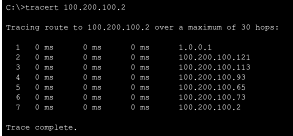 C:\>tracert 100.200.100.2
Tracing route to 100.200.100.2 over a maximum of 30 hops:
1 0 ms 0 ms 0 ms 1.0.0.1
2 0 ms 0 ms 0 ms 100.200.100.121
3 0 ms 0 ms 0 ms 100.200.100.113
4 0 ms 0 ms 0 ms 100.200.100.93
5 0 ms 0 ms 0 ms 100.200.100.65
6 0 ms 0 ms 0 ms 100.200.100.73
7 0 ms 0 ms 0 ms 100.200.100.2
Trace complete.